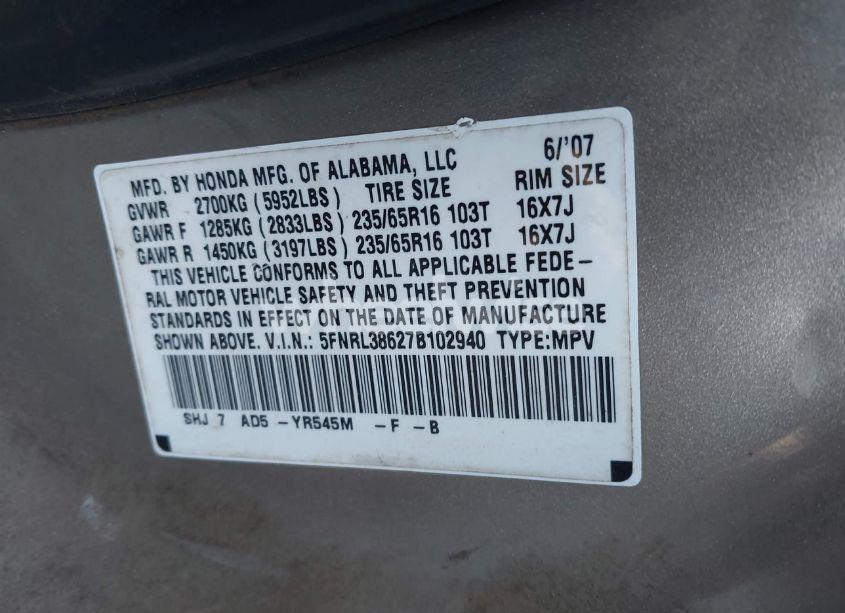 MFD. BY HONDA MFG. OF ALABAMA, LLC 6/'07
GVWR 2700KG (5952LBS) TIRE SIZE RIM SIZE
GAWR F 1285KG (2833LBS) 235/65R16 103T 16X7J
GAWR R 1450KG (3197LBS) 235/65R16 103T 16X7J
THIS VEHICLE CONFORMS TO ALL APPLICABLE FEDE-
RAL MOTOR VEHICLE SAFETY AND THEFT PREVENTION
STANDARDS IN EFFECT ON THE DATE OF MANUFACTURE
SHOWN ABOVE. V.I.N.: 5FNRL38627B102940 TYPE:MPV
SHJ 7 AD5 -YR545M -F -B